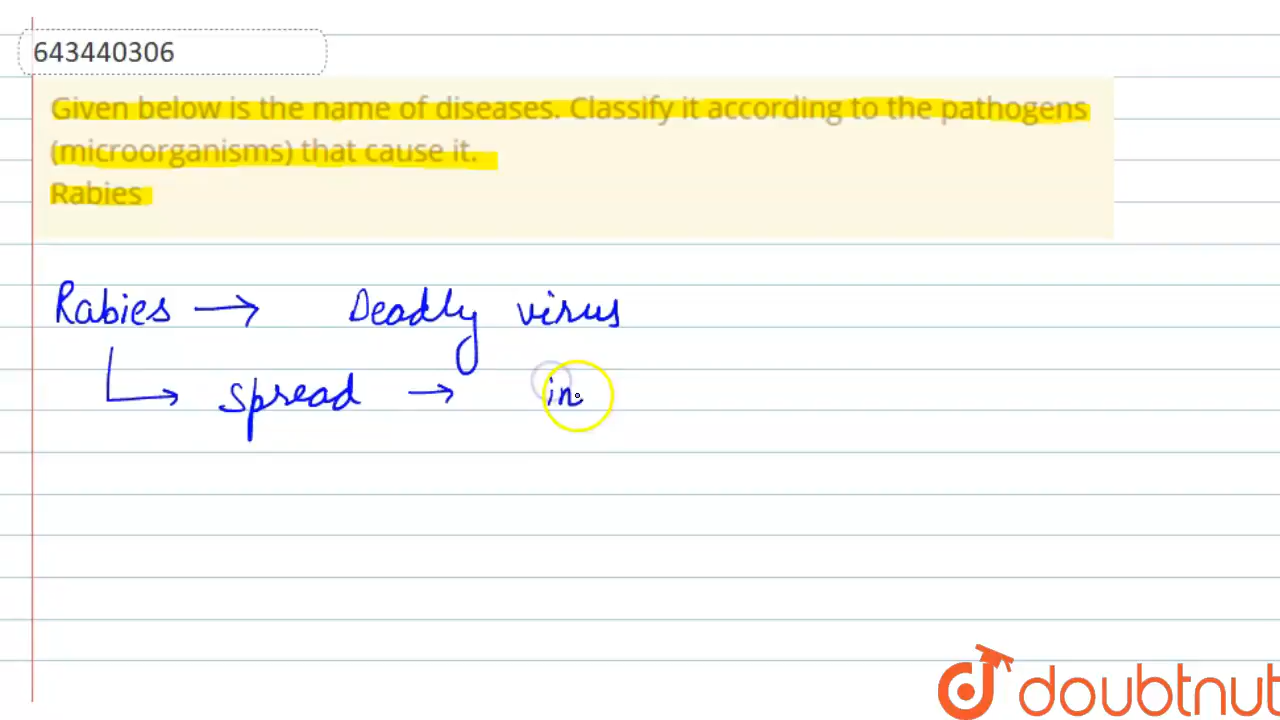 643440306
Given below is the name of diseases. Classify it according to the pathogens
(microorganisms) that cause it.
Rabies
Rabies → Deadly virus
↳ spread → in
doubtnut